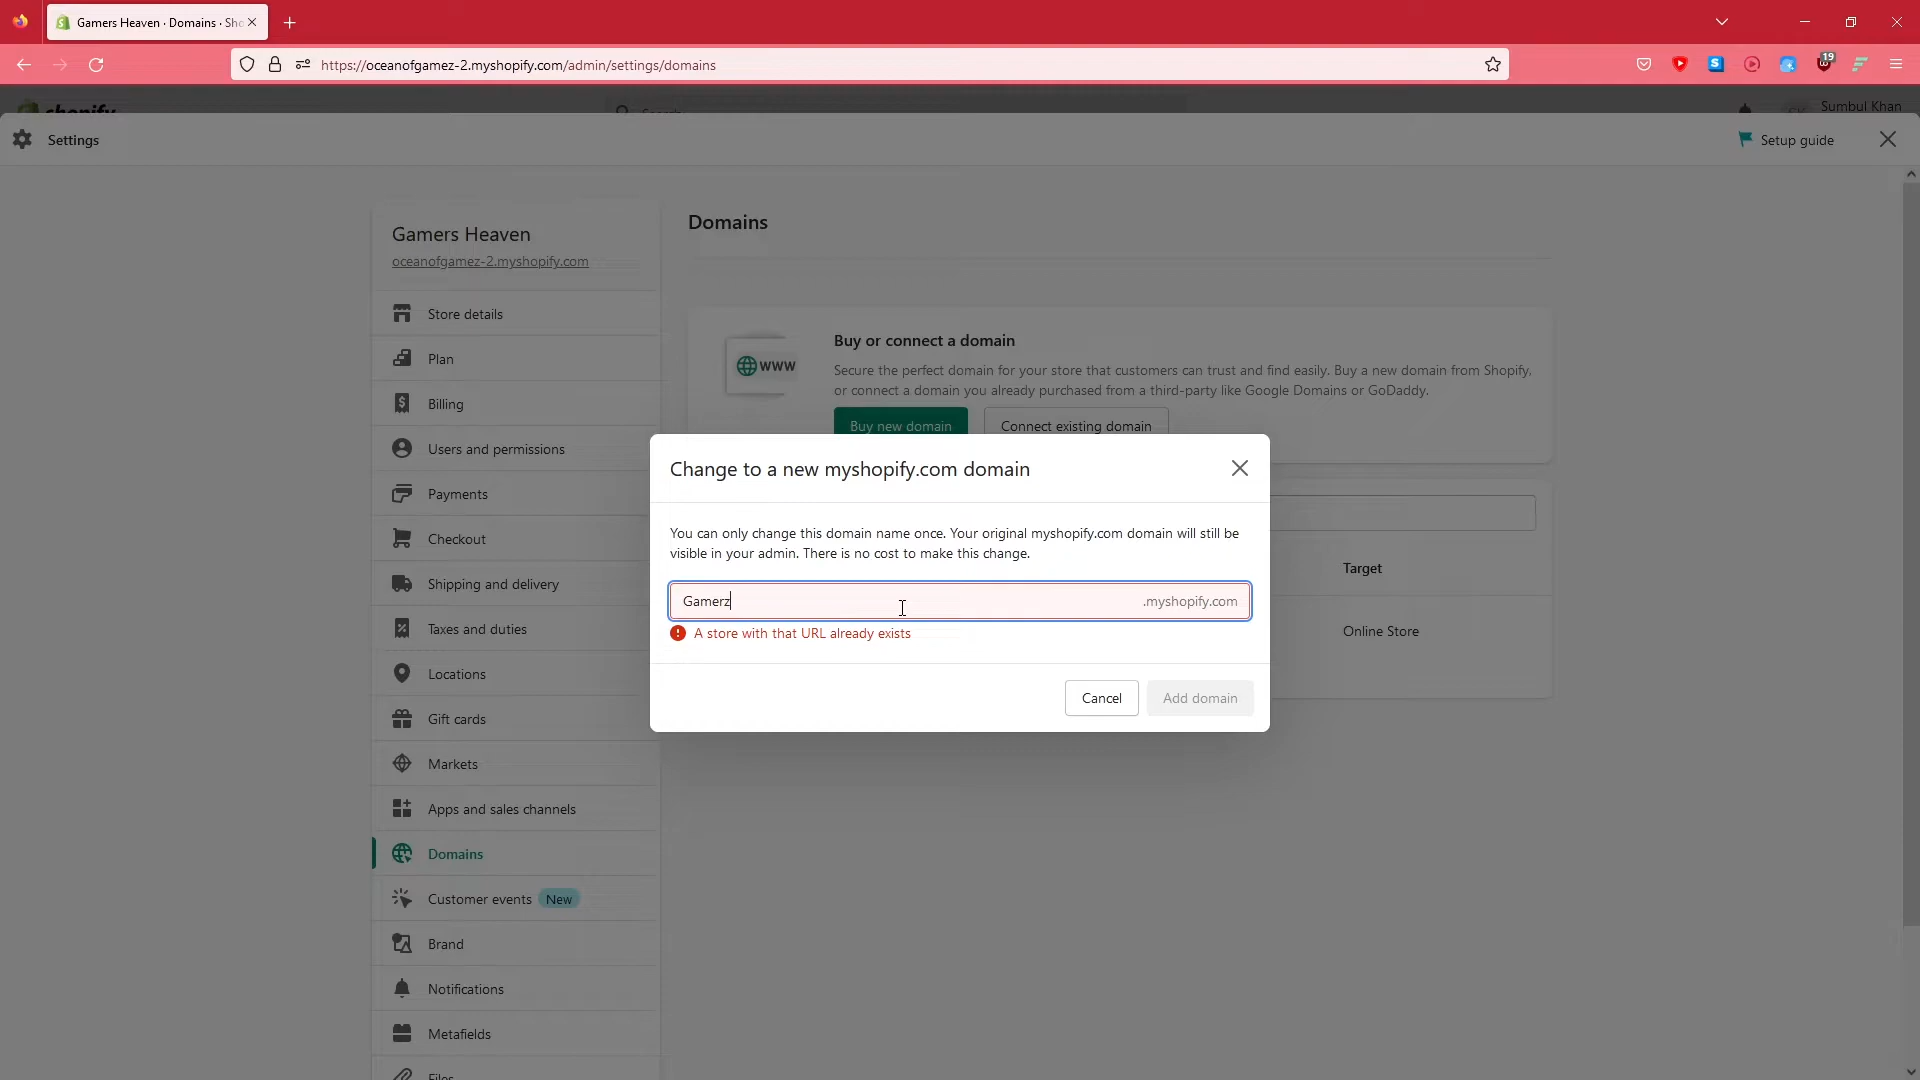 Gamers Heaven · Domains · Sh
https://oceanofgamez-2.myshopify.com/admin/settings/domains
19
shopify
Search
Sumbul Khan
Settings
Setup guide
Gamers Heaven
oceanofgamez-2.myshopify.com
Store details
Plan
Billing
Users and permissions
Payments
Checkout
Shipping and delivery
Taxes and duties
Locations
Gift cards
Markets
Apps and sales channels
Domains
Customer events New
Brand
Notifications
Metafields
Files
Domains
www
Buy or connect a domain
Secure the perfect domain for your store that customers can trust and find easily. Buy a new domain from Shopify,
or connect a domain you already purchased from a third-party like Google Domains or GoDaddy.
Buy new domain
Connect existing domain
Target
Online Store
Change to a new myshopify.com domain
You can only change this domain name once. Your original myshopify.com domain will still be
visible in your admin. There is no cost to make this change.
Gamerz
.myshopify.com
A store with that URL already exists
Cancel
Add domain